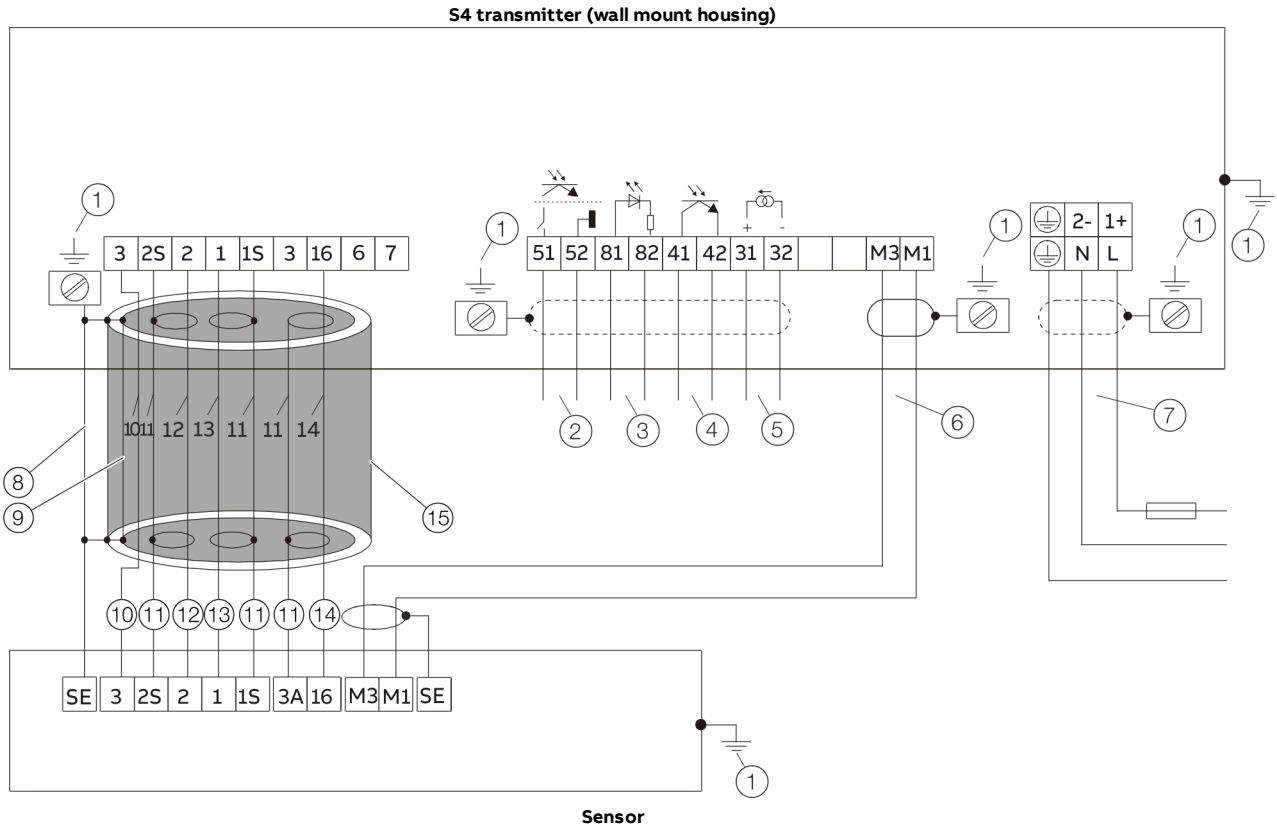 S4 transmitter (wall mount housing)
1
1
1
1
1
2- 1+
3 2S 2 1 1S 3 16 6 7
51 52 81 82 41 42 31 32 M3 M1
N L
+ -
10 11 12 13 11 11 14
2 3 4 5 6 7
8
9
15
10 11 12 13 11 11 14
SE 3 2S 2 1 1S 3A 16 M3 M1 SE
1
Sensor